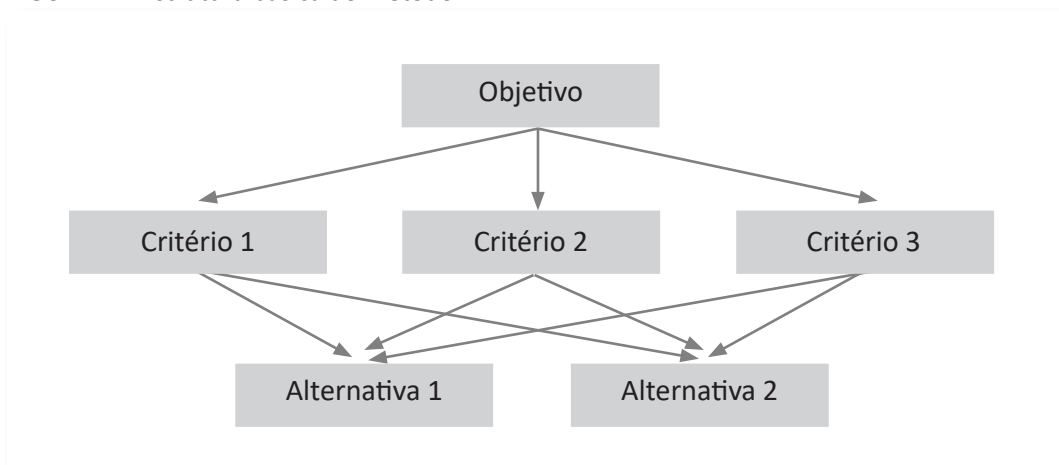 Objetivo
Critério 1
Critério 2
Critério 3
Alternativa 1
Alternativa 2